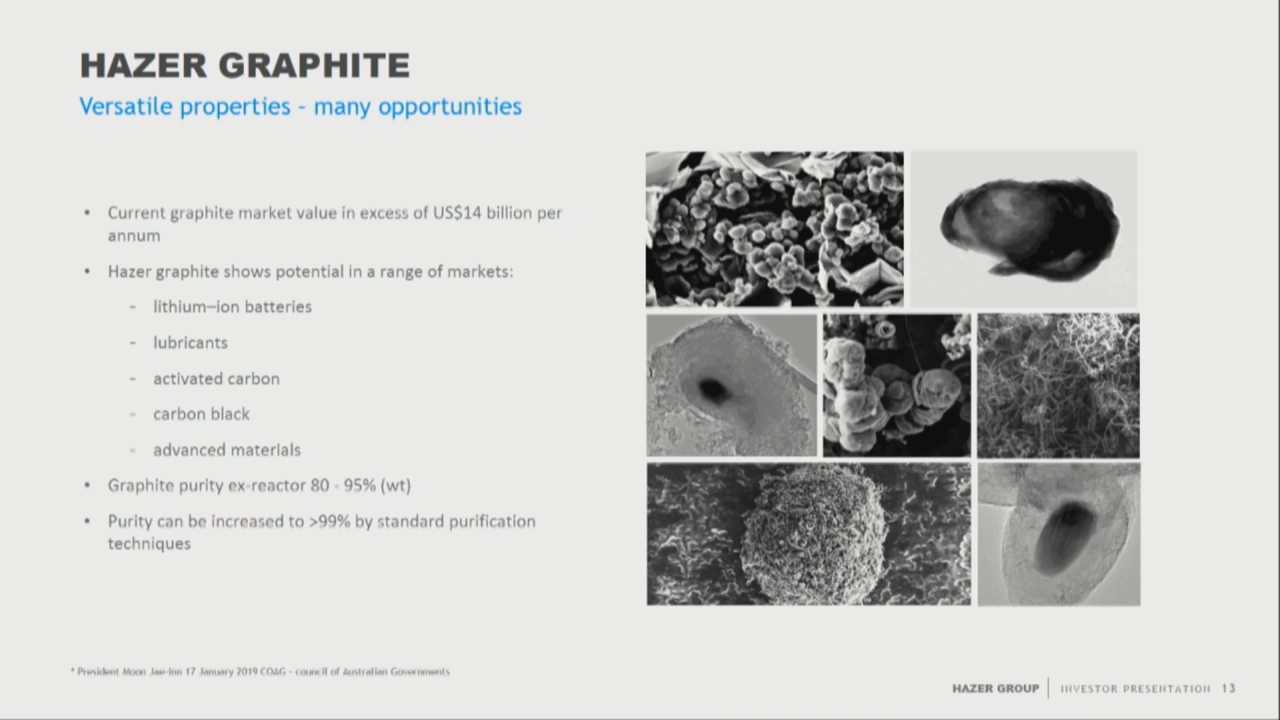 HAZER GRAPHITE
Versatile properties - many opportunities
• Current graphite market value in excess of US$14 billion per
annum
• Hazer graphite shows potential in a range of markets:
- lithium–ion batteries
- lubricants
- activated carbon
- carbon black
- advanced materials
• Graphite purity ex-reactor 80 - 95% (wt)
• Purity can be increased to >99% by standard purification
techniques
* President Moon Jae-inn 17 January 2019 COAG - council of Australian Governments
HAZER GROUP | INVESTOR PRESENTATION 13